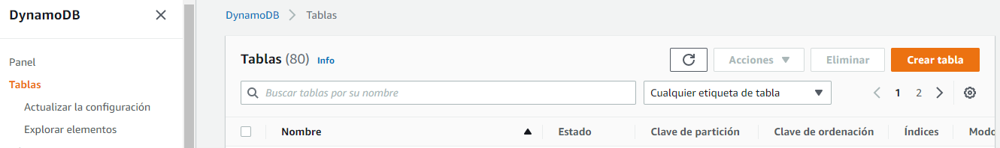 DynamoDB
Panel
Tablas
Actualizar la configuración
Explorar elementos
DynamoDB > Tablas
Tablas (80) Info
Acciones
Eliminar
Crear tabla
Buscar tablas por su nombre
Cualquier etiqueta de tabla
1 2
Nombre Estado Clave de partición Clave de ordenación Índices Modo